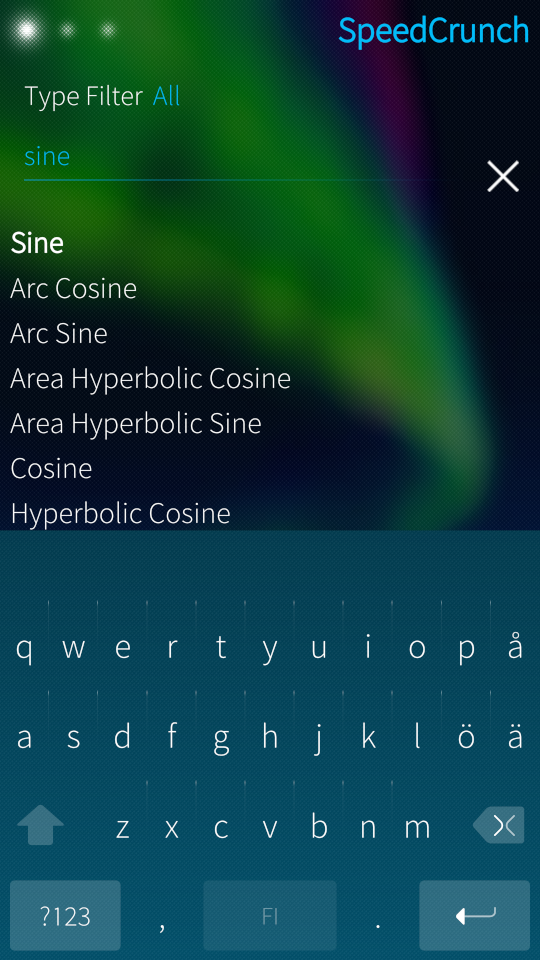 SpeedCrunch
Type Filter All
sine
Sine
Arc Cosine
Arc Sine
Area Hyperbolic Cosine
Area Hyperbolic Sine
Cosine
Hyperbolic Cosine
q w e r t y u i o p å
a s d f g h j k l ö ä
z x c v b n m
?123 , FI .